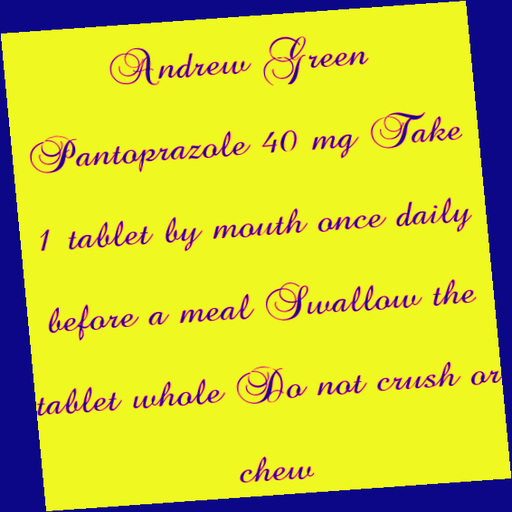 Andrew Green
Pantoprazole 40 mg Take
1 tablet by mouth once daily
before a meal Swallow the
tablet whole Do not crush or
chew